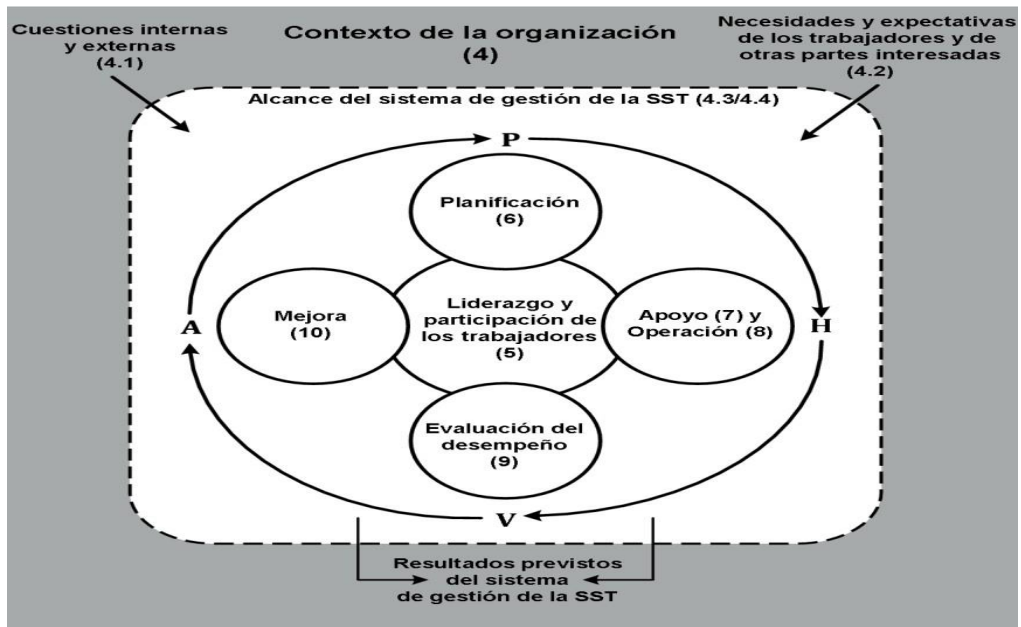 Cuestiones internas
y externas
(4.1)
Contexto de la organización
(4)
Necesidades y expectativas
de los trabajadores y de
otras partes interesadas
(4.2)
Alcance del sistema de gestión de la SST (4.3/4.4)
P
Planificación
(6)
A
Mejora
(10)
Liderazgo y
participación de
los trabajadores
(5)
Apoyo (7) y
Operación (8)
H
Evaluación del
desempeño
(9)
V
Resultados previstos
del sistema
de gestión de la SST